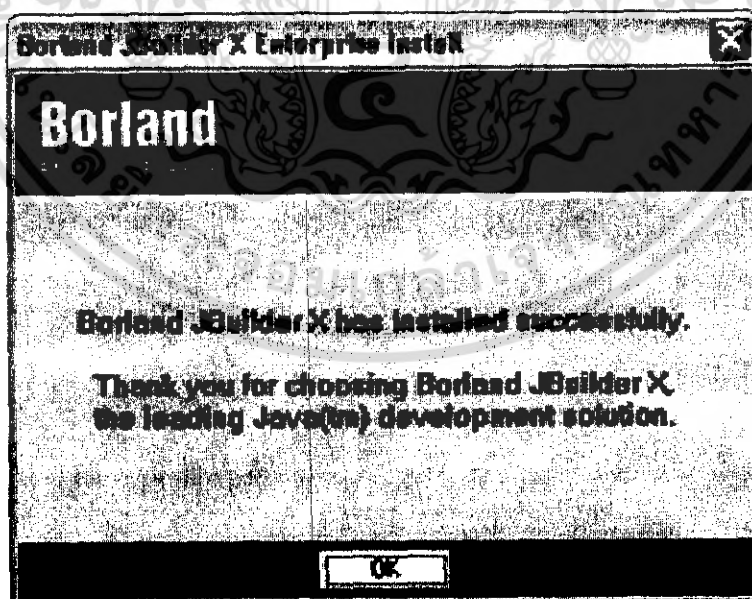 Borland JBuilder X Enterprise Install
Borland
Borland JBuilder X has installed successfully.
Thank you for choosing Borland JBuilder X,
the leading Java(tm) development solution.
OK